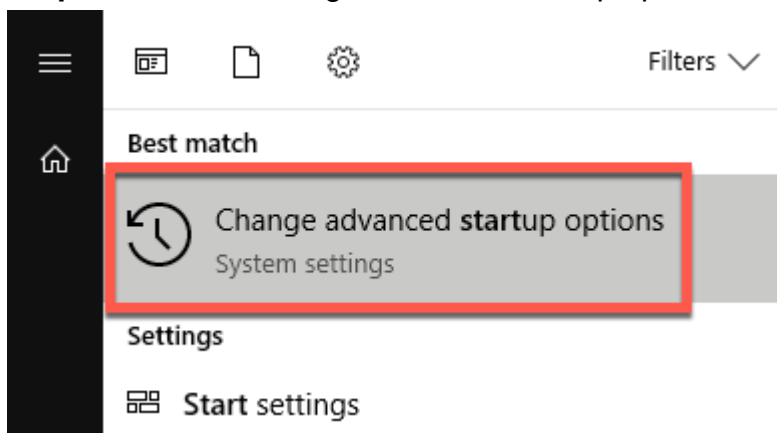 Filters
Best match
Change advanced startup options
System settings
Settings
Start settings